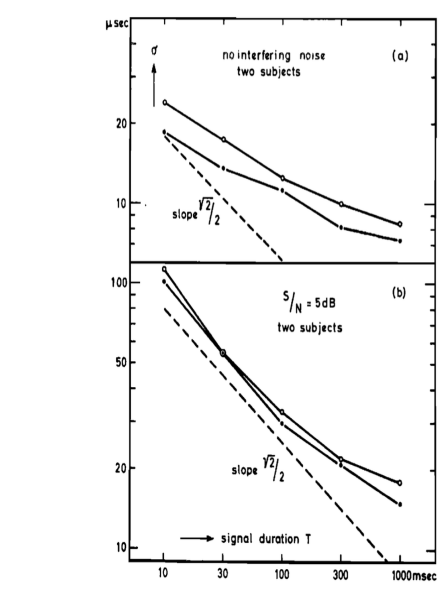 μsec
σ
no interfering noise
two subjects
(a)
20
10
slope √2/2
100
50
20
10
S/N = 5dB
two subjects
(b)
slope √2/2
→ signal duration T
10 30 100 300 1000msec